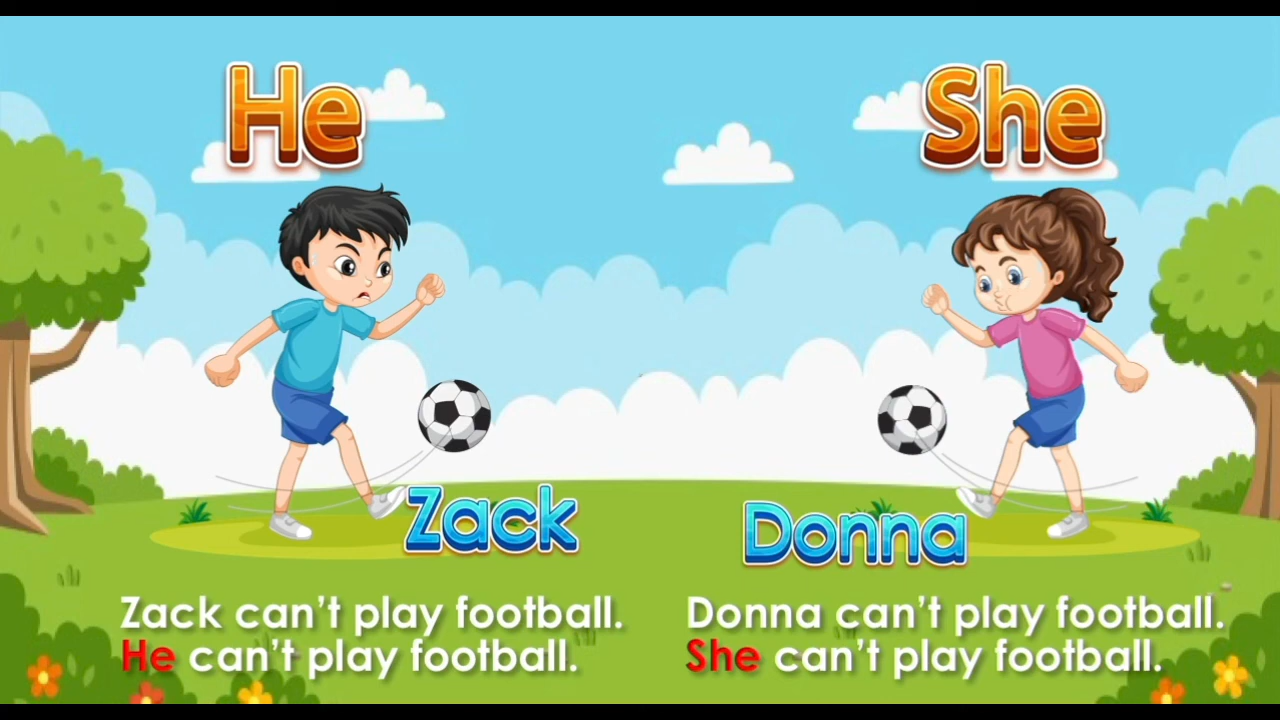 He
She
Zack
Donna
Zack can't play football.
He can't play football.
Donna can't play football.
She can't play football.